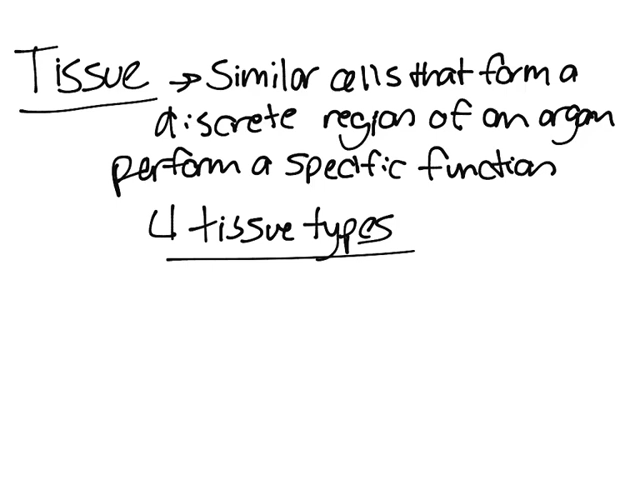 Tissue → Similar cells that form a
discrete region of an organ
perform a specific function
4 tissue types